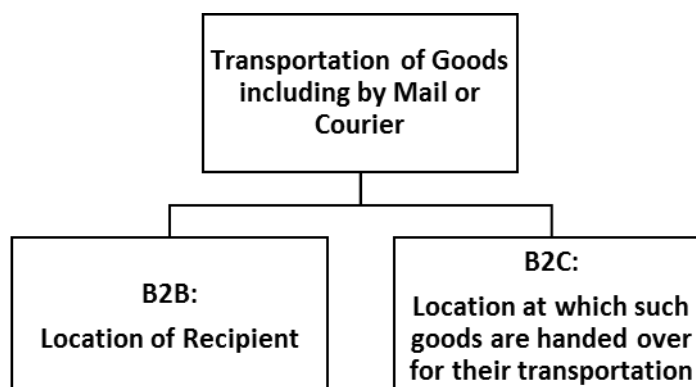 Transportation of Goods
including by Mail or
Courier
B2B:
Location of Recipient
B2C:
Location at which such
goods are handed over
for their transportation